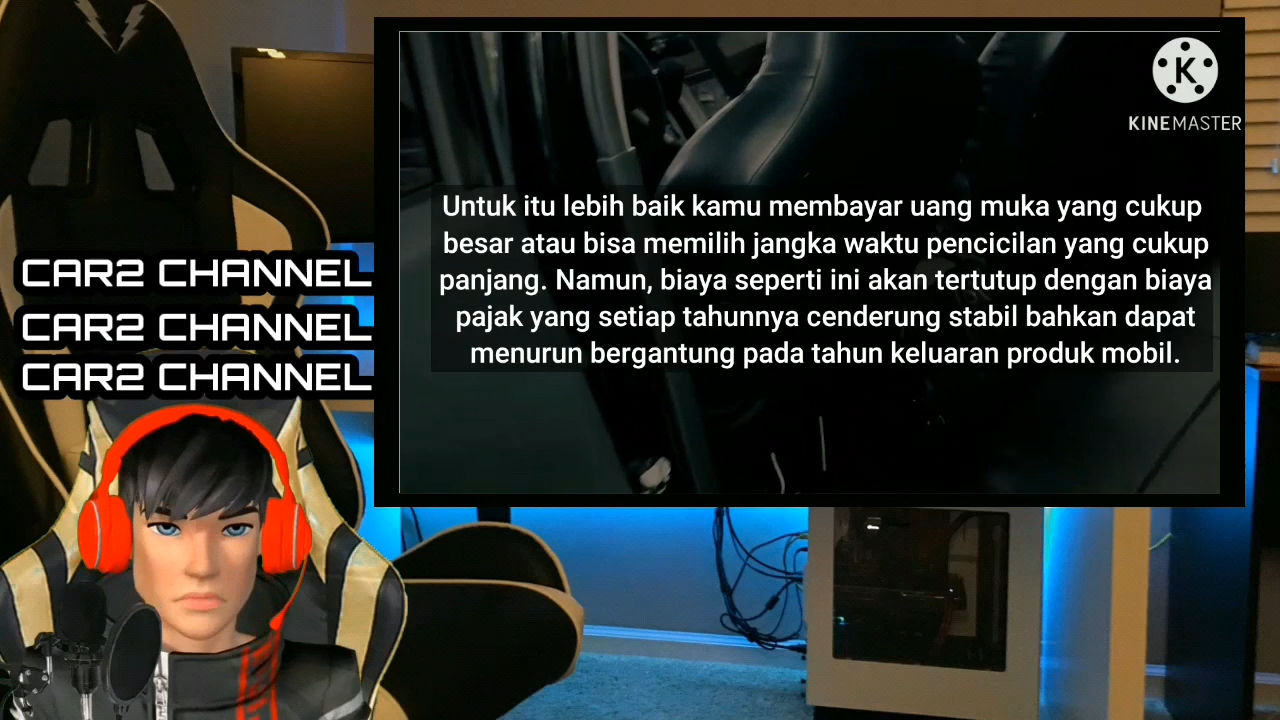 K
KINEMASTER
Untuk itu lebih baik kamu membayar uang muka yang cukup
besar atau bisa memilih jangka waktu pencicilan yang cukup
panjang. Namun, biaya seperti ini akan tertutup dengan biaya
pajak yang setiap tahunnya cenderung stabil bahkan dapat
menurun bergantung pada tahun keluaran produk mobil.
CAR2 CHANNEL
CAR2 CHANNEL
CAR2 CHANNEL